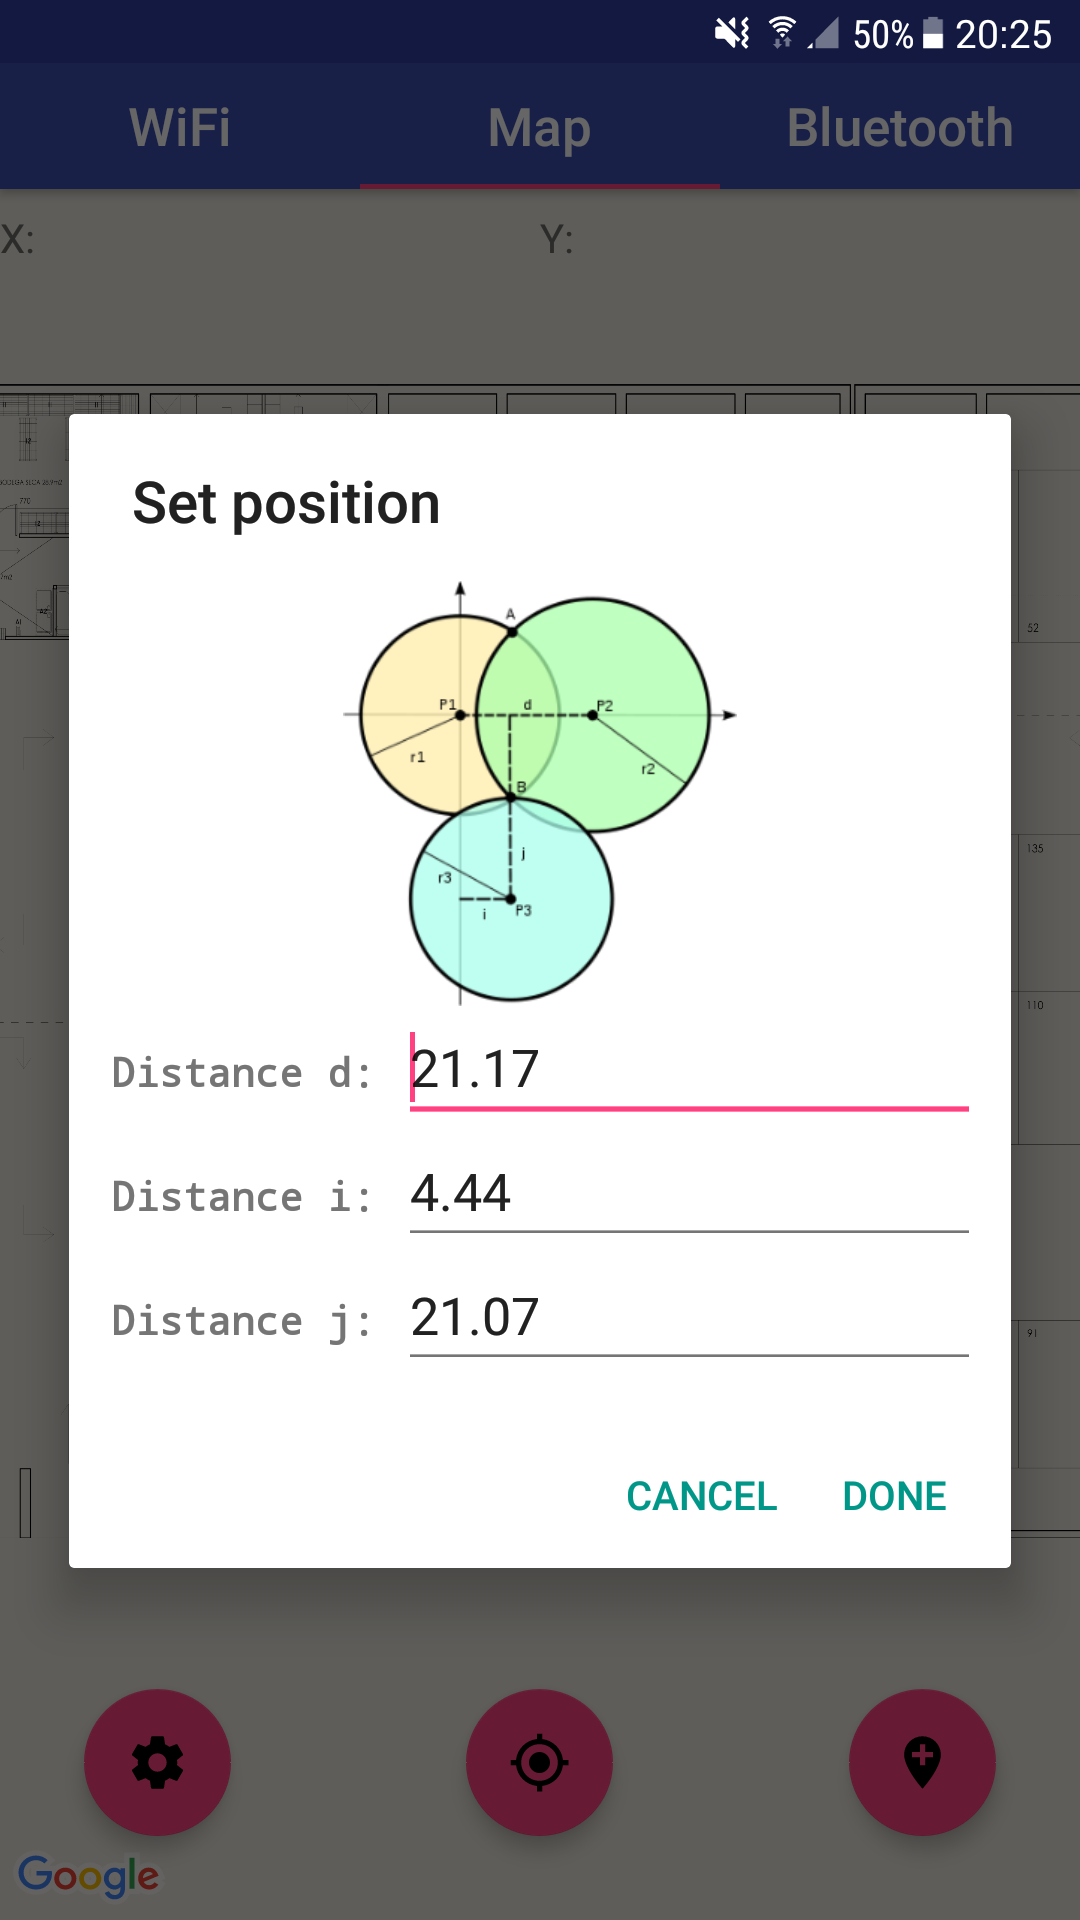 50% 20:25
WiFi Map Bluetooth
X: Y:
770
52
135
110
91
Set position
A
P1 d P2
r1 r2
B
j
r3
i P3
Distance d: 21.17
Distance i: 4.44
Distance j: 21.07
CANCEL DONE
Google